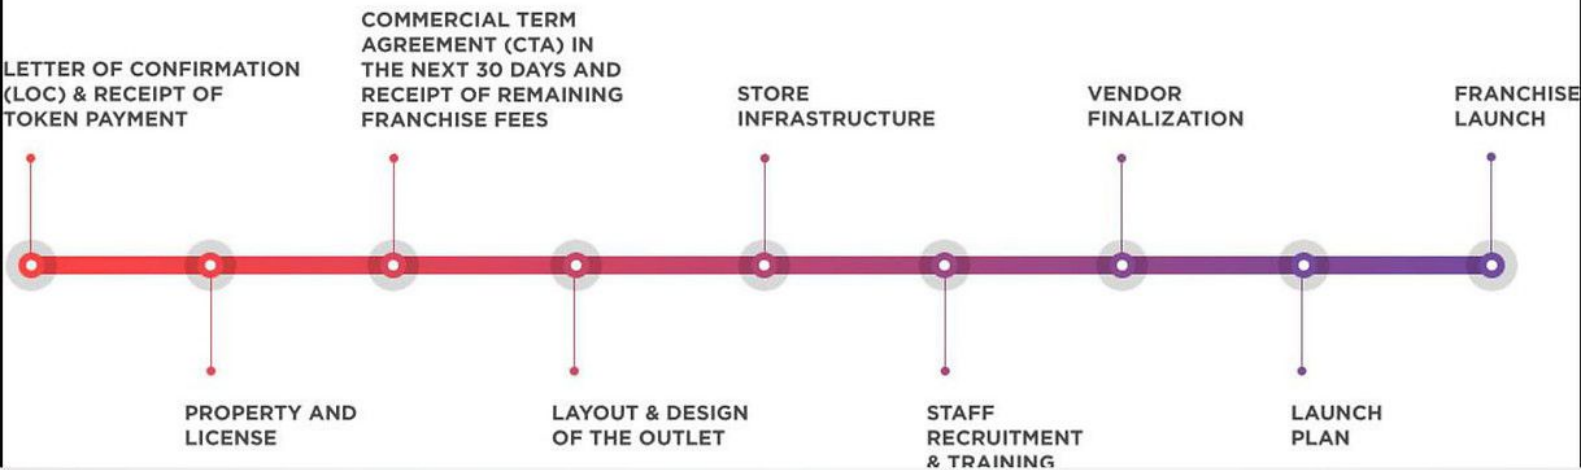 LETTER OF CONFIRMATION
(LOC) & RECEIPT OF
TOKEN PAYMENT
PROPERTY AND
LICENSE
COMMERCIAL TERM
AGREEMENT (CTA) IN
THE NEXT 30 DAYS AND
RECEIPT OF REMAINING
FRANCHISE FEES
LAYOUT & DESIGN
OF THE OUTLET
STORE
INFRASTRUCTURE
STAFF
RECRUITMENT
& TRAINING
VENDOR
FINALIZATION
LAUNCH
PLAN
FRANCHISE
LAUNCH